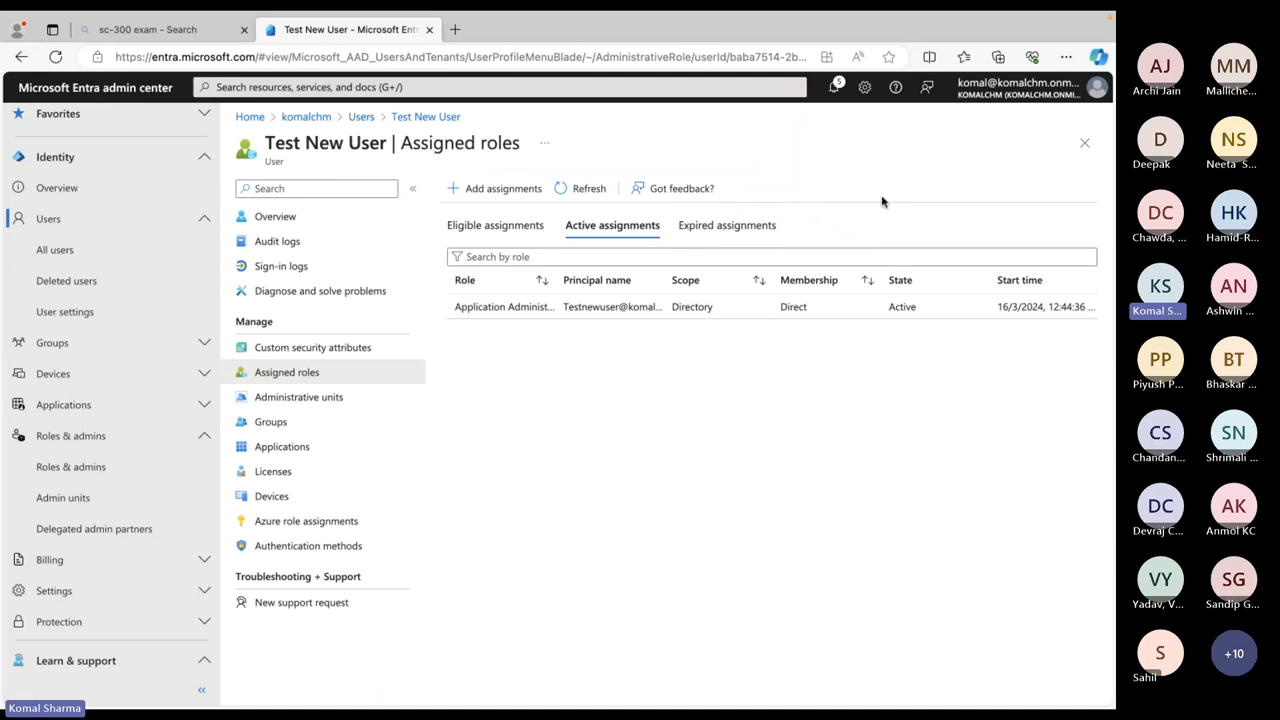 sc-300 exam - Search
Test New User - Microsoft Entr
https://entra.microsoft.com/#view/Microsoft_AAD_UsersAndTenants/UserProfileMenuBlade/~/AdministrativeRole/userId/baba7514-2b...
Microsoft Entra admin center
Search resources, services, and docs (G+/)
5
komal@komalchm.onm...
KOMALCHM (KOMALCHM.ONMI...
Favorites
Identity
Overview
Users
All users
Deleted users
User settings
Groups
Devices
Applications
Roles & admins
Roles & admins
Admin units
Delegated admin partners
Billing
Settings
Protection
Learn & support
Home > komalchm > Users > Test New User
Test New User | Assigned roles
User
Search
Overview
Audit logs
Sign-in logs
Diagnose and solve problems
Manage
Custom security attributes
Assigned roles
Administrative units
Groups
Applications
Licenses
Devices
Azure role assignments
Authentication methods
Troubleshooting + Support
New support request
Add assignments Refresh Got feedback?
Eligible assignments Active assignments Expired assignments
Search by role
Role Principal name Scope Membership State Start time
Application Administ... Testnewuser@komal... Directory Direct Active 16/3/2024, 12:44:36 ...
Komal Sharma
AJ MM
Archi Jain Malliche...
D NS
Deepak Neeta S...
DC HK
Chawda, ... Hamid-R...
KS AN
Komal S... Ashwin ...
PP BT
Piyush P... Bhaskar ...
CS SN
Chandan... Shrimali ...
DC AK
Devraj C... Anmol KC
VY SG
Yadav, V... Sandip G...
S +10
Sahil